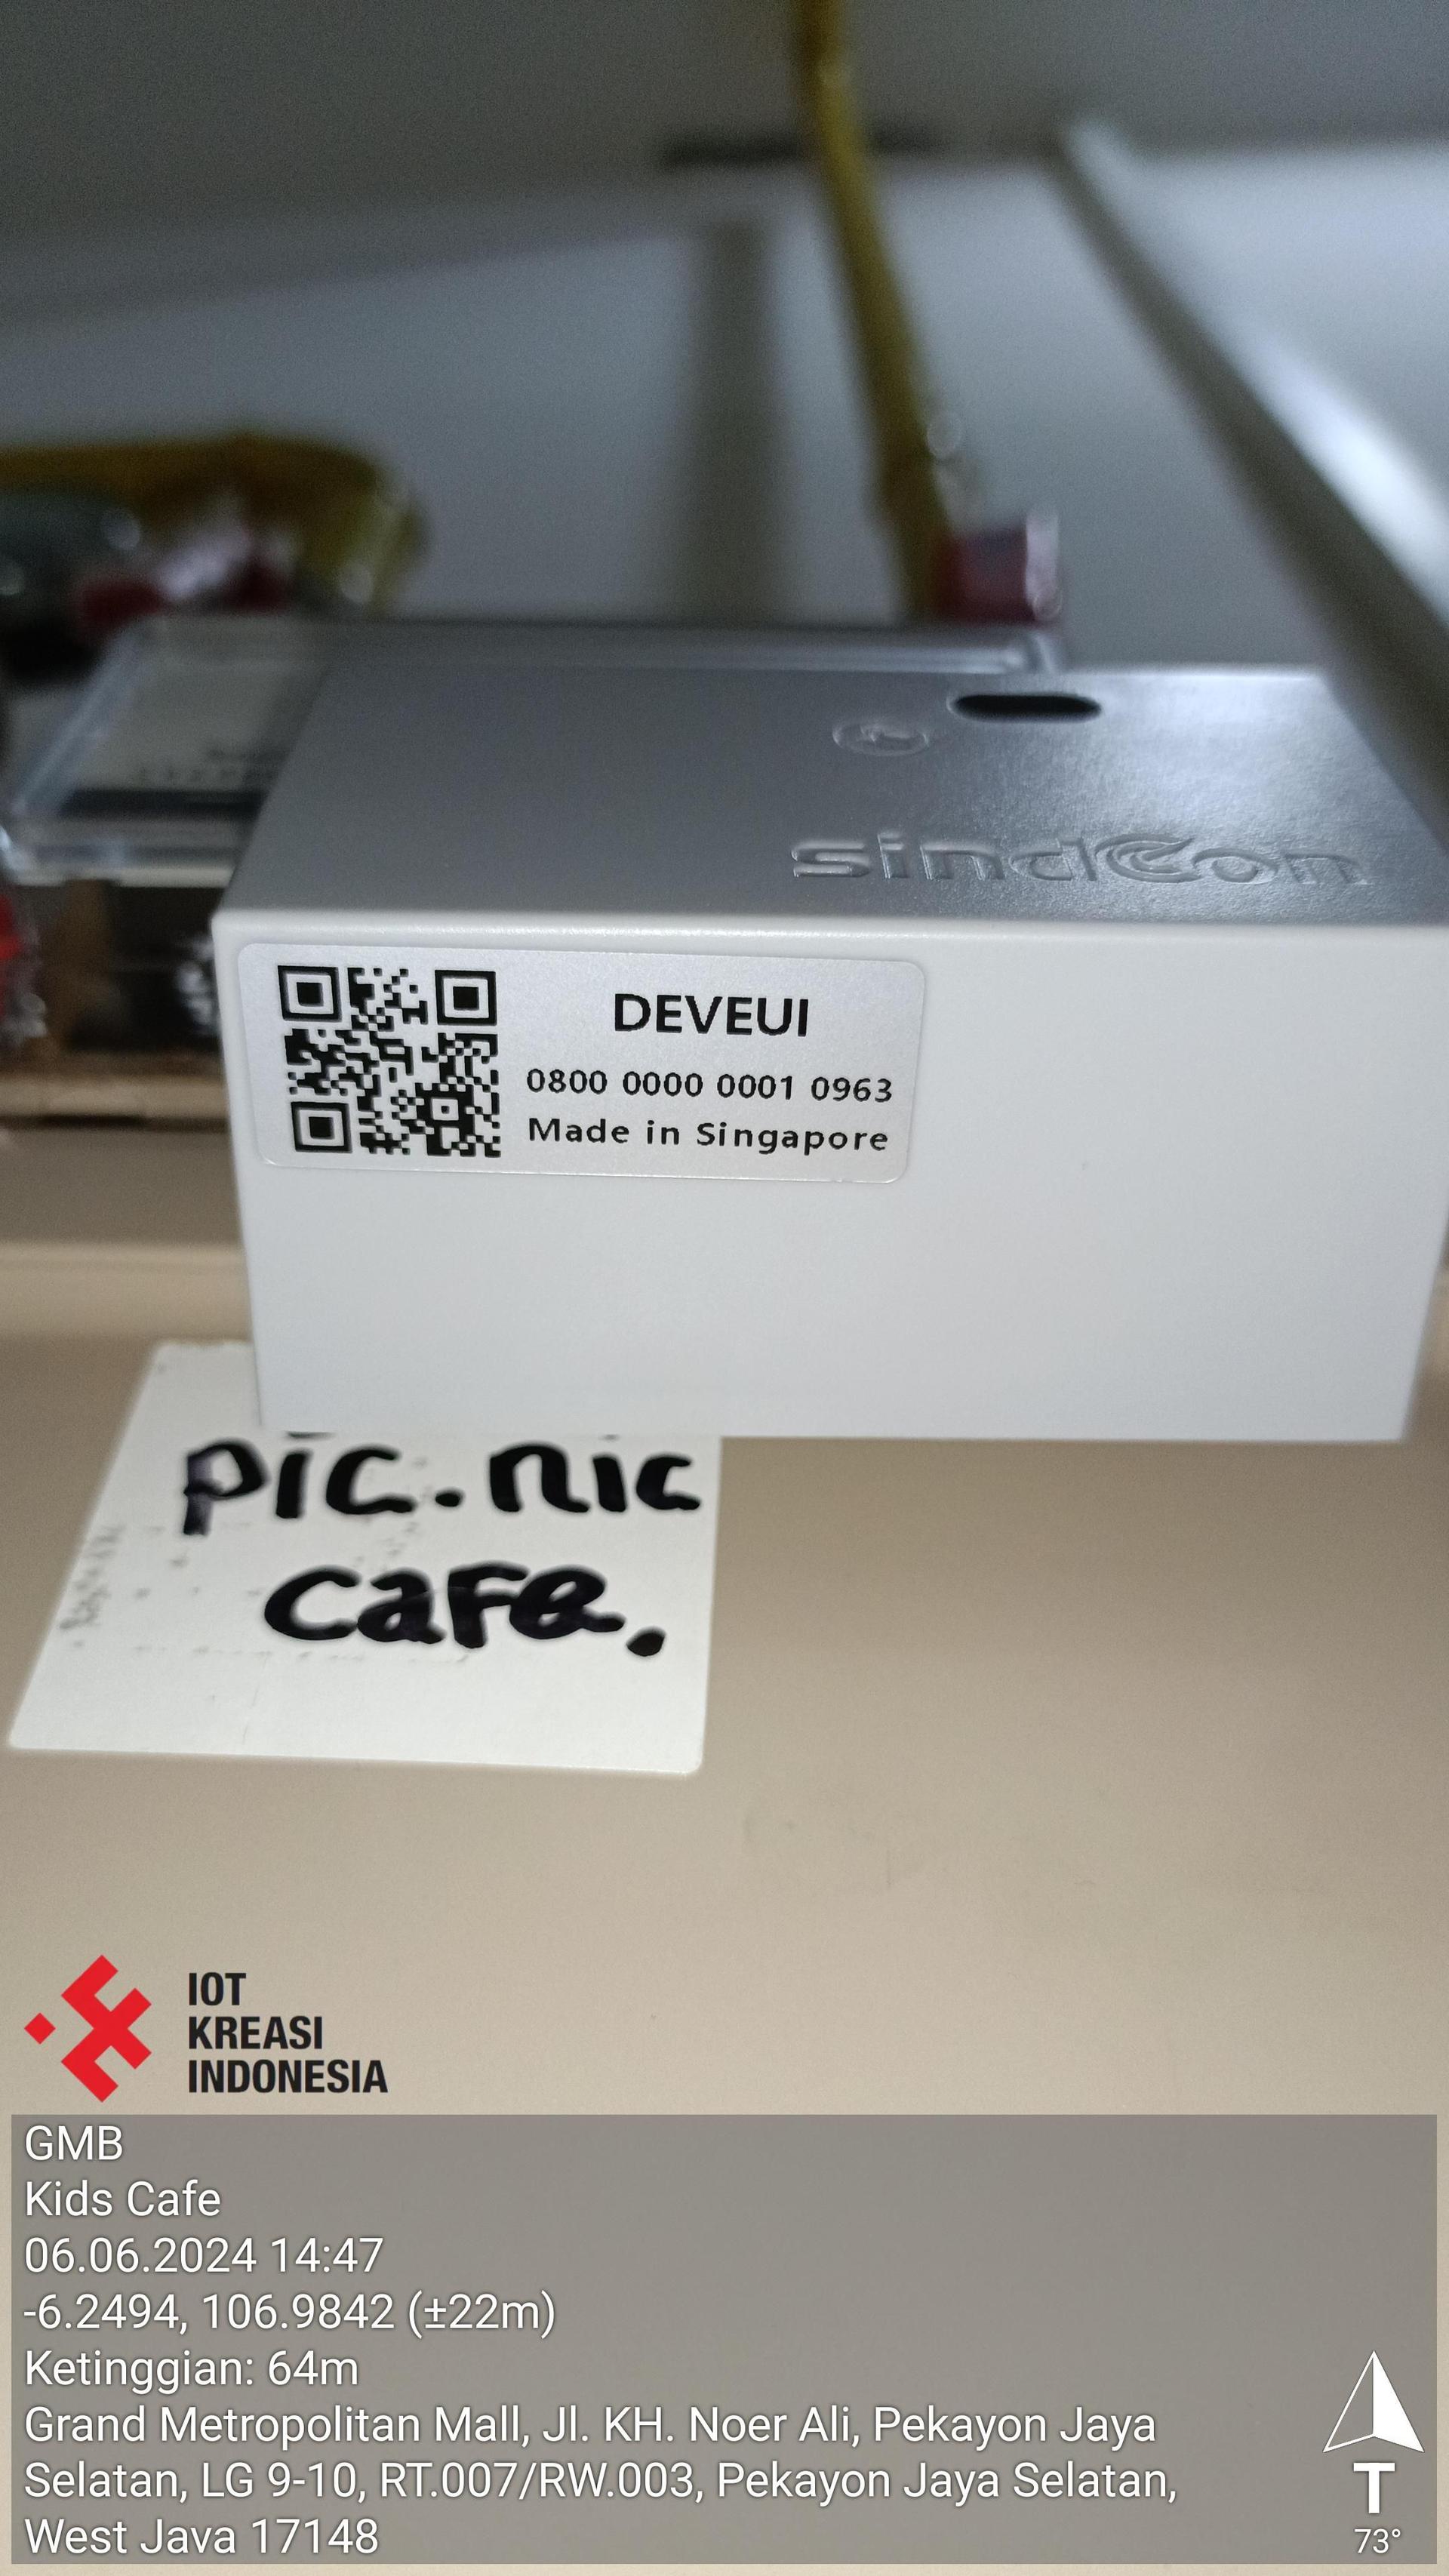 sindcon
DEVEUI
0800 0000 0001 0963
Made in Singapore
pic.nic
cafe.
IOT
KREASI
INDONESIA
GMB
Kids Cafe
06.06.2024 14:47
-6.2494, 106.9842 (±22m)
Ketinggian: 64m
Grand Metropolitan Mall, Jl. KH. Noer Ali, Pekayon Jaya
Selatan, LG 9-10, RT.007/RW.003, Pekayon Jaya Selatan,
West Java 17148
T
73°